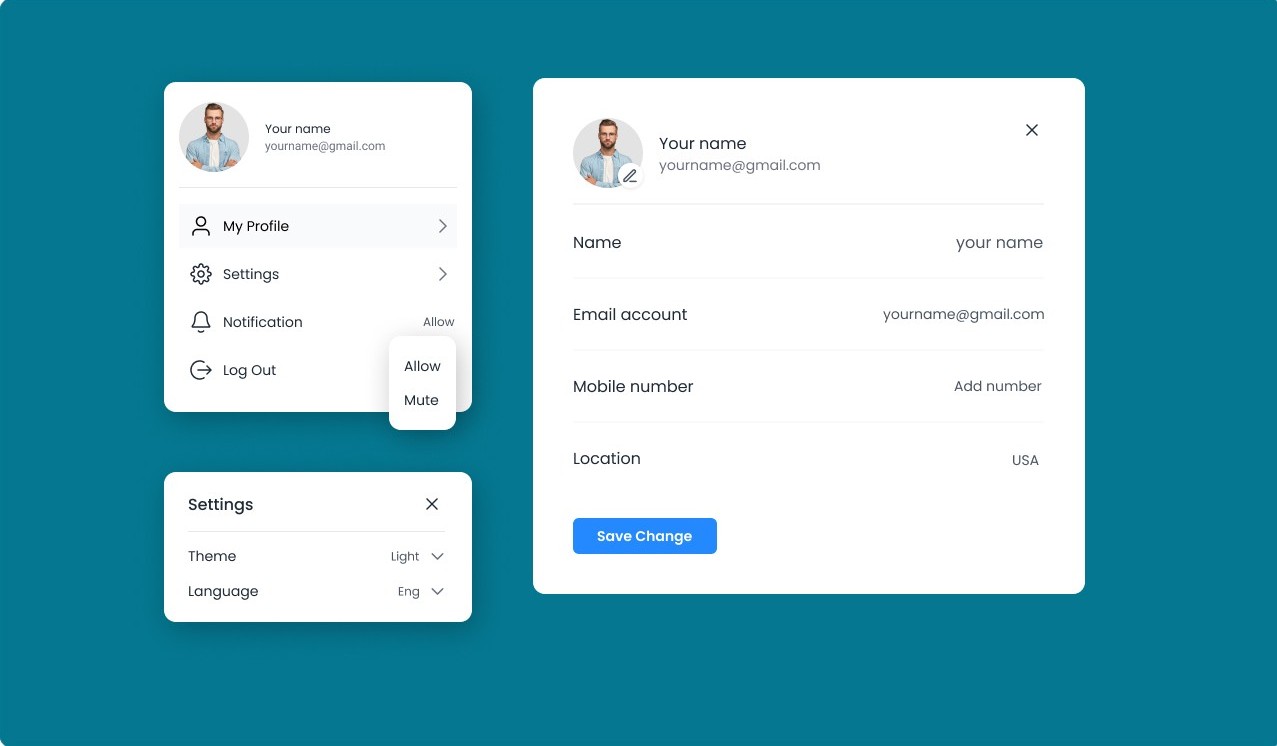 Your name
yourname@gmail.com
My Profile
Settings
Notification Allow
Log Out
Allow
Mute
Settings
Theme Light
Language Eng
Your name
yourname@gmail.com
Name your name
Email account yourname@gmail.com
Mobile number Add number
Location USA
Save Change